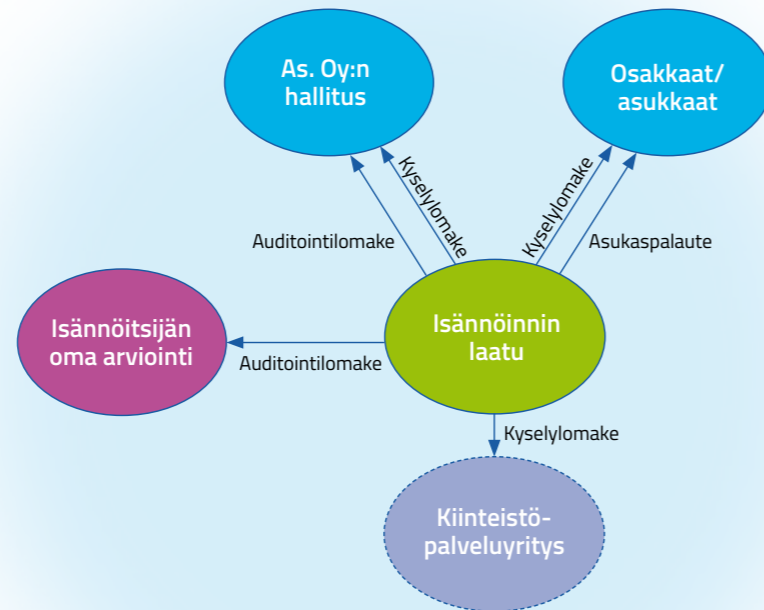 As. Oy:n
hallitus
Osakkaat/
asukkaat
Kyselylomake
Kyselylomake
Auditointilomake
Asukaspalaute
Isännöitsijän
oma arviointi
Isännöinnin
laatu
Auditointilomake
Kyselylomake
Kiinteistö-
palveluyritys